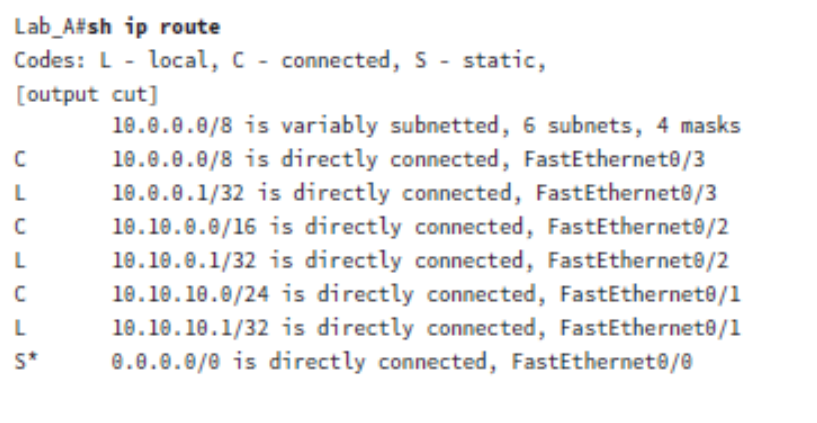 Lab_A#sh ip route
Codes: L - local, C - connected, S - static,
[output cut]
10.0.0.0/8 is variably subnetted, 6 subnets, 4 masks
C 10.0.0.0/8 is directly connected, FastEthernet0/3
L 10.0.0.1/32 is directly connected, FastEthernet0/3
C 10.10.0.0/16 is directly connected, FastEthernet0/2
L 10.10.0.1/32 is directly connected, FastEthernet0/2
C 10.10.10.0/24 is directly connected, FastEthernet0/1
L 10.10.10.1/32 is directly connected, FastEthernet0/1
S* 0.0.0.0/0 is directly connected, FastEthernet0/0